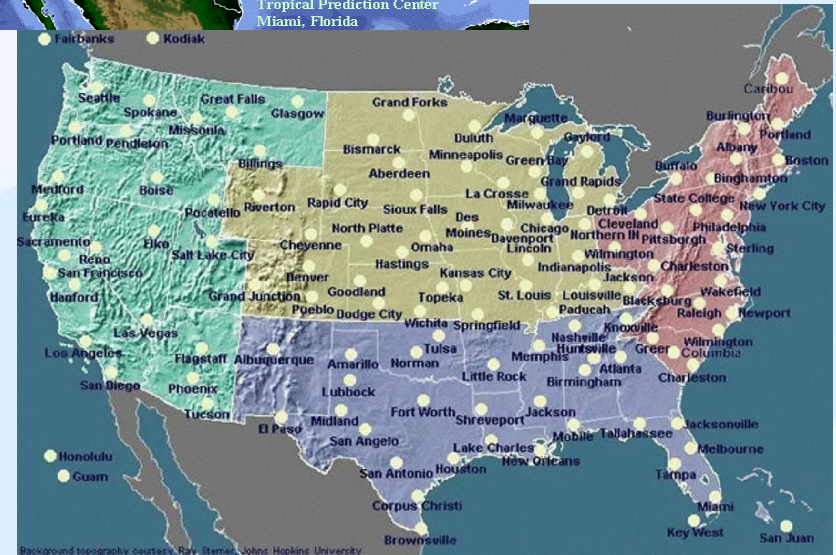 Tropical Prediction Center
Miami, Florida
Fairbanks
Kodiak
Caribou
Seattle
Great Falls
Spokane
Glasgow
Grand Forks
Marquette
Burlington
Missoula
Portland
Pendleton
Duluth
Gaylord
Portland
Albany
Bismarck
Minneapolis
Green Bay
Boston
Billings
Buffalo
Aberdeen
Binghamton
Medford
Boise
Grand Rapids
La Crosse
Rapid City
State College
Milwaukee
New York City
Pocatello
Riverton
Sioux Falls
Detroit
Eureka
Des
Moines
Cleveland
North Platte
Chicago
Philadelphia
Northern IN
Davenport
Pittsburgh
Sacramento
Elko
Cheyenne
Omaha
Lincoln
Sterling
Reno
Salt Lake City
Wilmington
Hastings
Indianapolis
Charleston
San Francisco
Denver
Kansas City
Jackson
Goodland
Wakefield
Hanford
Grand Junction
Topeka
St. Louis
Louisville
Blacksburg
Pueblo
Dodge City
Paducah
Raleigh
Newport
Wichita
Springfield
Knoxville
Las Vegas
Nashville
Wilmington
Los Angeles
Tulsa
Huntsville
Greer
Columbia
Flagstaff
Albuquerque
Memphis
Amarillo
Norman
Atlanta
Little Rock
Charleston
San Diego
Phoenix
Birmingham
Lubbock
Tucson
Fort Worth
Jackson
Midland
Shreveport
Jacksonville
El Paso
Mobile
Tallahassee
San Angelo
Lake Charles
Melbourne
Honolulu
New Orleans
Houston
San Antonio
Tampa
Guam
Corpus Christi
Miami
Key West
San Juan
Brownsville
Background topography courtesy, Ray Sterner, Johns Hopkins University